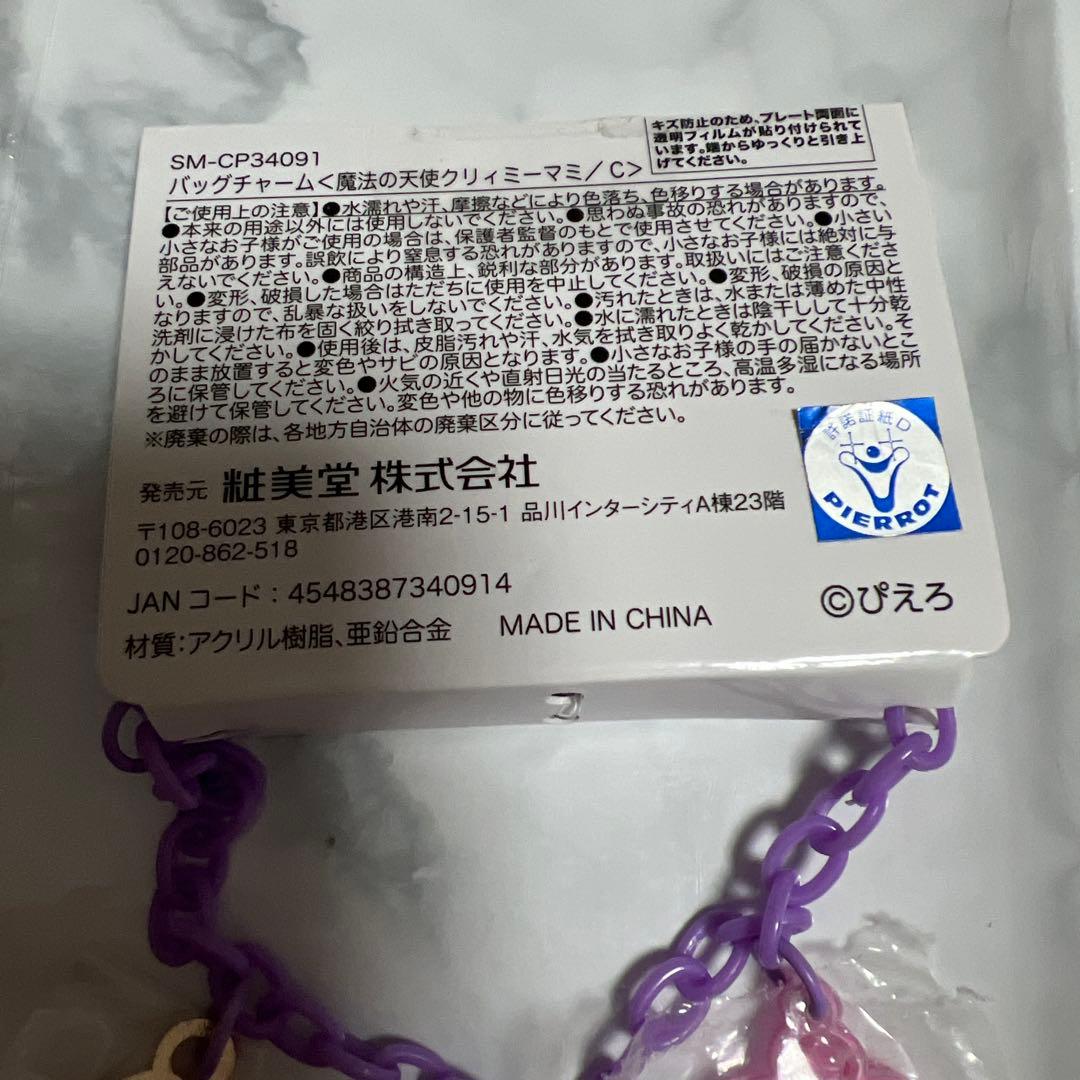 キズ防止のため、プレート両面に
透明フィルムが貼り付けられて
います。端からゆっくりと引き上
げてください。
SM-CP34091
バッグチャーム<魔法の天使クリィミーマミ/C>
【ご使用上の注意】●水濡れや汗、摩擦などにより色落ち、色移りする場合があります。
●本来の用途以外には使用しないでください。●思わぬ事故の恐れがありますので、
小さなお子様がご使用の場合は、保護者監督のもとで使用させてください。●小さい
部品があります。誤飲により窒息する恐れがありますので、小さなお子様には絶対に与
えないでください。●商品の構造上、鋭利な部分があります。取扱いにはご注意くださ
い。●変形、破損した場合はただちに使用を中止してください。●変形、破損の原因と
なりますので、乱暴な扱いをしないでください。●汚れたときは、水または薄めた中性
洗剤に浸けた布を固く絞り拭き取ってください。●水に濡れたときは陰干しして十分乾
かしてください。●使用後は、皮脂汚れや汗、水気を拭き取りよく乾かしてください。そ
のまま放置すると変色やサビの原因となります。●小さなお子様の手の届かないとこ
ろに保管してください。●火気の近くや直射日光の当たるところ、高温多湿になる場所
を避けて保管してください。変色や他の物に色移りする恐れがあります。
※廃棄の際は、各地方自治体の廃棄区分に従ってください。
発売元 粧美堂 株式会社
〒108-6023 東京都港区港南2-15-1 品川インターシティA棟23階
0120-862-518
許諾証紙D
PIERROT
JANコード:4548387340914
©ぴえろ
材質:アクリル樹脂、亜鉛合金 MADE IN CHINA